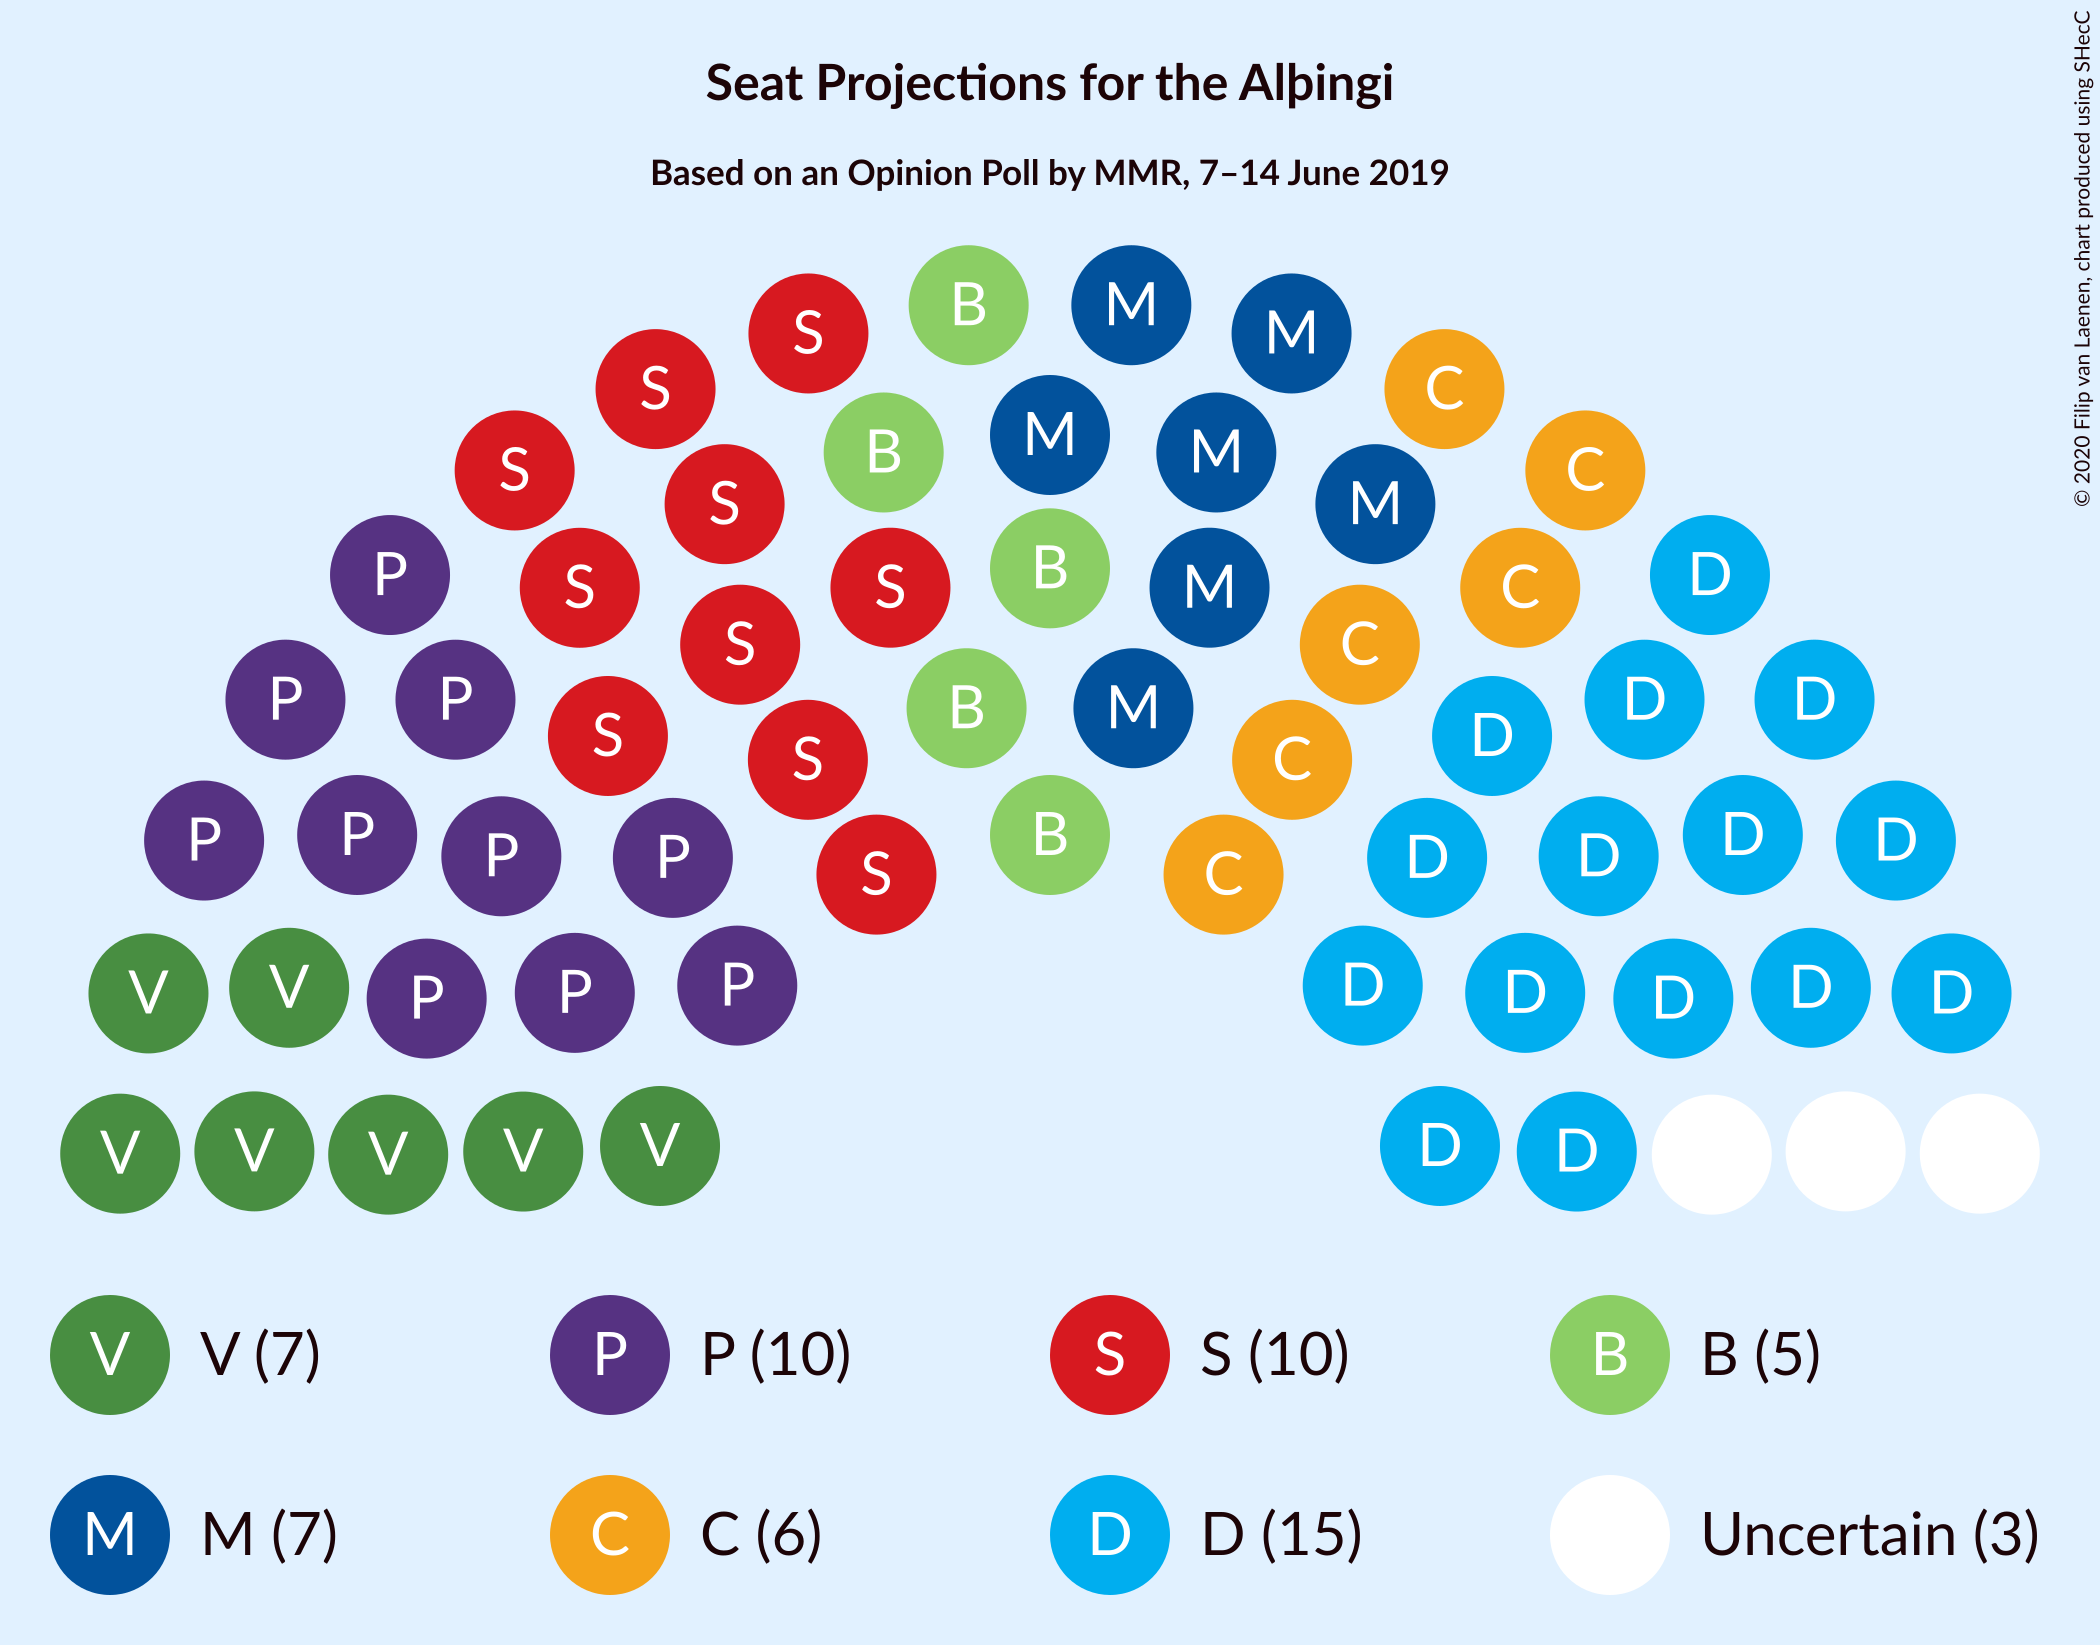 Seat Projections for the Alþingi
Based on an Opinion Poll by MMR, 7–14 June 2019
© 2020 Filip van Laenen, chart produced using SHecC
B M
S M
S C
M
S C
B M
S M
B
P D
S S M C
S C
P P D D
B M
S D
S C
P P B D D
P P D D
S C
P D
V V P P P D D D D D
V V V V V D D
V V (7) P P (10) S S (10) B B (5)
M M (7) C C (6) D D (15) Uncertain (3)